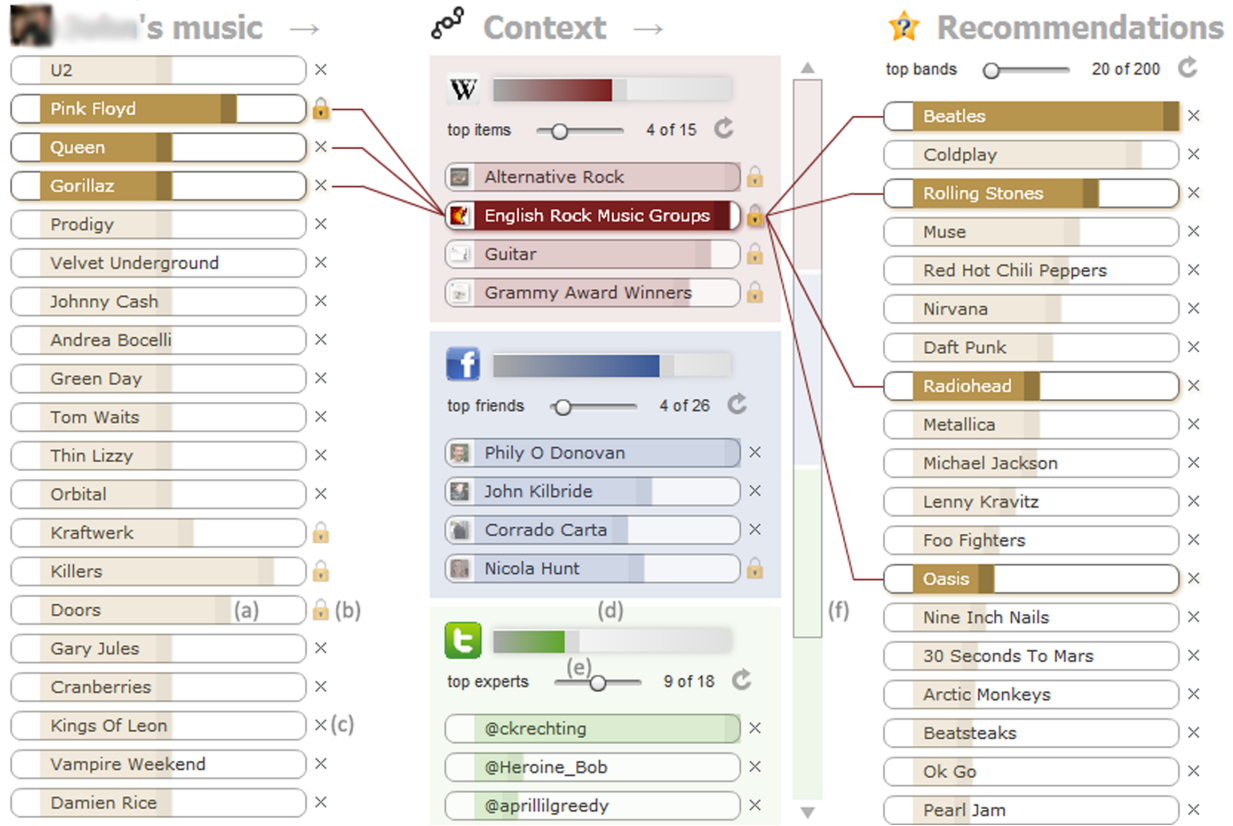 's music →
U2 ×
Pink Floyd
Queen ×
Gorillaz ×
Prodigy ×
Velvet Underground ×
Johnny Cash ×
Andrea Bocelli ×
Green Day ×
Tom Waits ×
Thin Lizzy ×
Orbital ×
Kraftwerk
Killers
Doors (a) (b)
Gary Jules ×
Cranberries ×
Kings Of Leon × (c)
Vampire Weekend ×
Damien Rice ×
Context →
W
top items 4 of 15
Alternative Rock
English Rock Music Groups
Guitar
Grammy Award Winners
f
top friends 4 of 26
Phily O Donovan ×
John Kilbride ×
Corrado Carta ×
Nicola Hunt
(d)
t
(e)
top experts 9 of 18
@ckrechting ×
@Heroine_Bob ×
@aprillilgreedy ×
(f)
? Recommendations
top bands 20 of 200
Beatles ×
Coldplay ×
Rolling Stones ×
Muse ×
Red Hot Chili Peppers ×
Nirvana ×
Daft Punk ×
Radiohead ×
Metallica ×
Michael Jackson ×
Lenny Kravitz ×
Foo Fighters ×
Oasis ×
Nine Inch Nails ×
30 Seconds To Mars ×
Arctic Monkeys ×
Beatsteaks ×
Ok Go ×
Pearl Jam ×